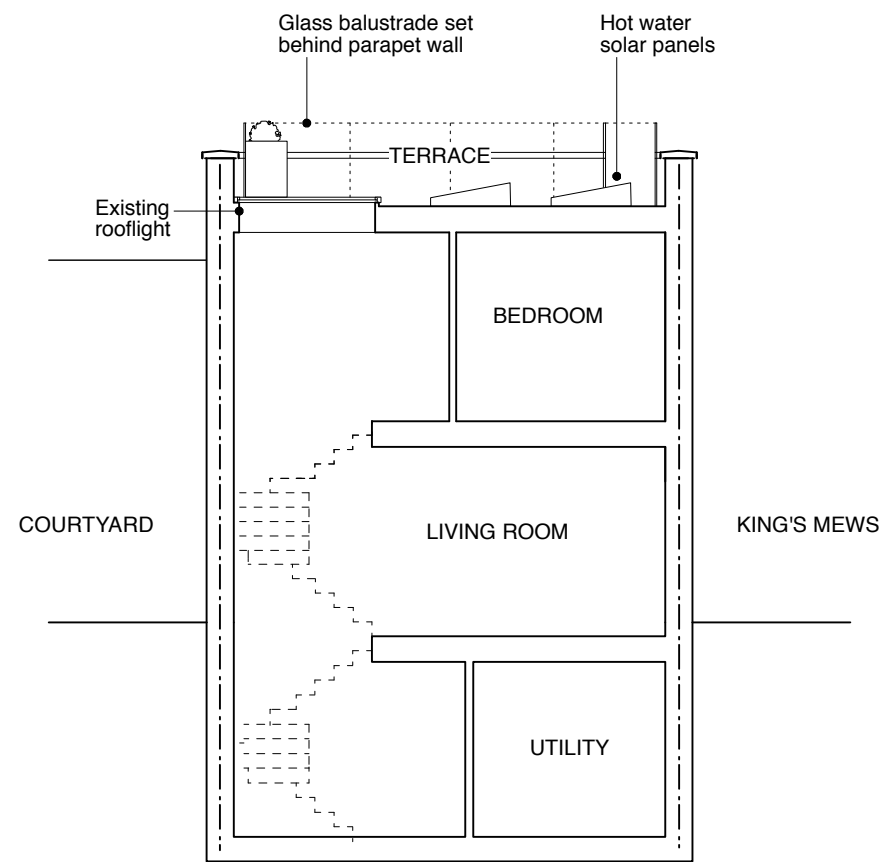 Glass balustrade set
behind parapet wall
Hot water
solar panels
TERRACE
Existing
rooflight
BEDROOM
COURTYARD
LIVING ROOM
KING'S MEWS
UTILITY